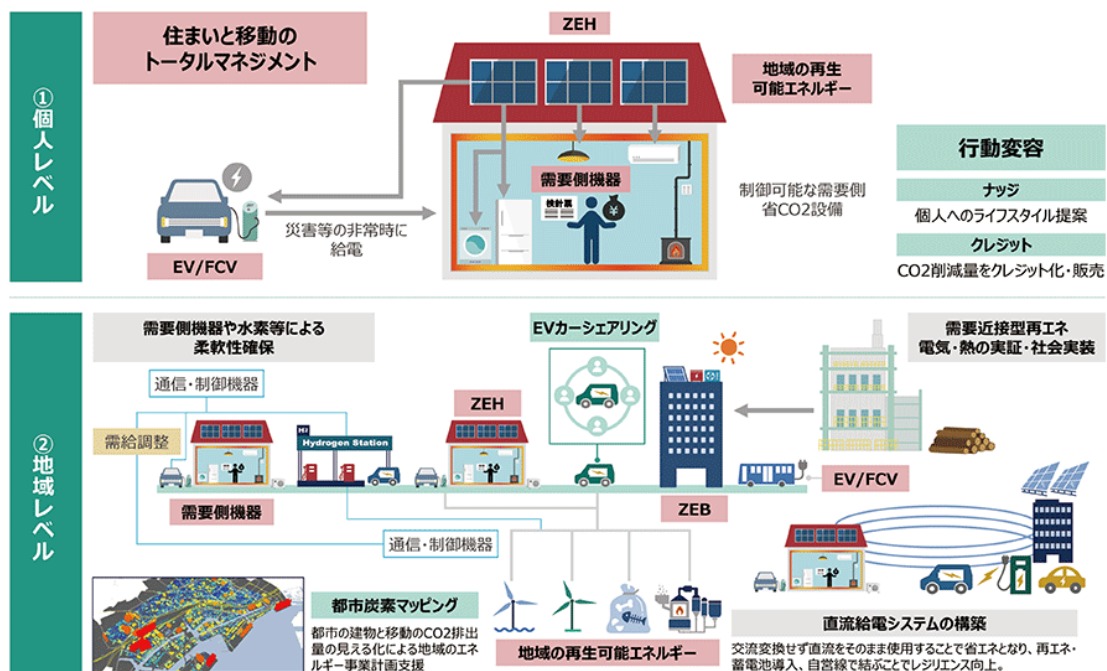 ①個人レベル
住まいと移動の
トータルマネジメント
ZEH
地域の再生
可能エネルギー
需要側機器
検針票
¥
制御可能な需要側
省CO2設備
災害等の非常時に
給電
EV/FCV
行動変容
ナッジ
個人へのライフスタイル提案
クレジット
CO2削減量をクレジット化・販売
②地域レベル
需要側機器や水素等による
柔軟性確保
通信・制御機器
需給調整
Hydrogen Station
需要側機器
通信・制御機器
ZEH
EVカーシェアリング
ZEB
需要近接型再エネ
電気・熱の実証・社会実装
EV/FCV
都市炭素マッピング
都市の建物と移動のCO2排出
量の見える化による地域のエネ
ルギー事業計画支援
地域の再生可能エネルギー
直流給電システムの構築
交流変換せず直流をそのまま使用することで省エネとなり、再エネ・
蓄電池導入、自営線で結ぶことでレジリエンス向上。